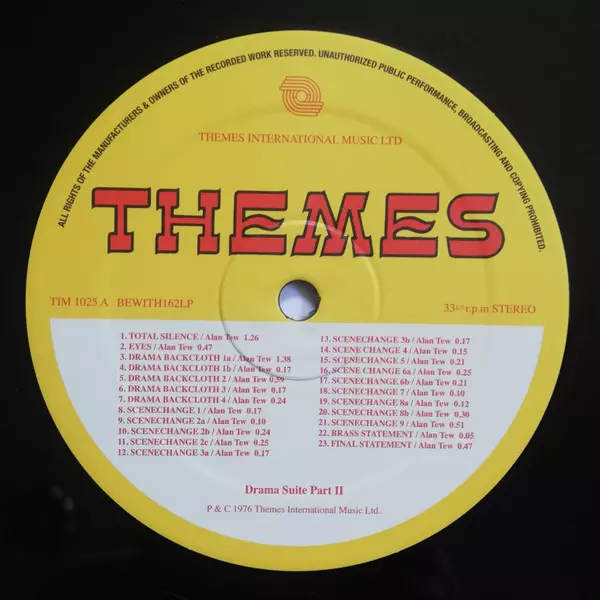 ALL RIGHTS OF THE MANUFACTURERS & OWNERS OF THE RECORDED WORK RESERVED. UNAUTHORIZED PUBLIC PERFORMANCE, BROADCASTING AND COPYING PROHIBITED.
THEMES INTERNATIONAL MUSIC LTD
THEMES
TIM 1025 A BEWITH162LP
33 1/3 r.p.m STEREO
1. TOTAL SILENCE / Alan Tew 1.26
2. EYES / Alan Tew 0.47
3. DRAMA BACKCLOTH 1a / Alan Tew 1.38
4. DRAMA BACKCLOTH 1b / Alan Tew 0.17
5. DRAMA BACKCLOTH 2 / Alan Tew 0.59
6. DRAMA BACKCLOTH 3 / Alan Tew 0.17
7. DRAMA BACKCLOTH 4 / Alan Tew 0.24
8. SCENECHANGE 1 / Alan Tew 0.17
9. SCENECHANGE 2a / Alan Tew 0.10
10. SCENECHANGE 2b / Alan Tew 0.24
11. SCENECHANGE 2c / Alan Tew 0.25
12. SCENECHANGE 3a / Alan Tew 0.17
13. SCENECHANGE 3b / Alan Tew 0.17
14. SCENE CHANGE 4 / Alan Tew 0.15
15. SCENECHANGE 5 / Alan Tew 0.21
16. SCENE CHANGE 6a / Alan Tew 0.25
17. SCENECHANGE 6b / Alan Tew 0.21
18. SCENECHANGE 7 / Alan Tew 0.10
19. SCENECHANGE 8a / Alan Tew 0.12
20. SCENECHANGE 8b / Alan Tew 0.30
21. SCENECHANGE 9 / Alan Tew 0.51
22. BRASS STATEMENT / Alan Tew 0.05
23. FINAL STATEMENT / Alan Tew 0.47
Drama Suite Part II
P & C 1976 Themes International Music Ltd.